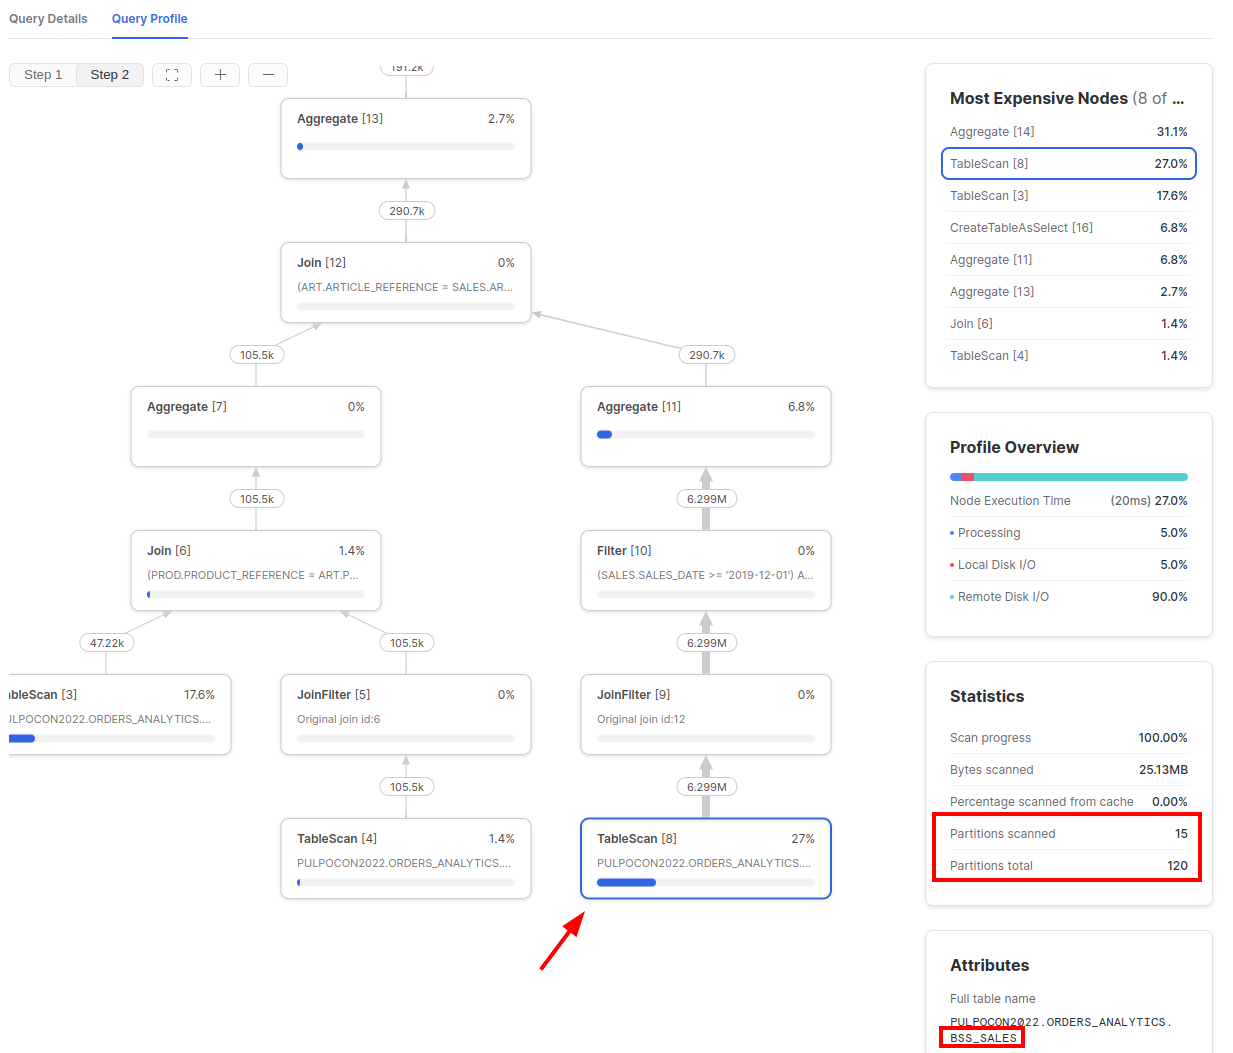 Query Details Query Profile
Step 1 Step 2
191.2k
Aggregate [13] 2.7%
290.7k
Join [12] 0%
(ART.ARTICLE_REFERENCE = SALES.AR...
105.5k 290.7k
Aggregate [7] 0%
Aggregate [11] 6.8%
105.5k 6.299M
Join [6] 1.4%
(PROD.PRODUCT_REFERENCE = ART.P...
Filter [10] 0%
(SALES.SALES_DATE >= '2019-12-01') A...
47.22k 105.5k 6.299M
ableScan [3] 17.6%
ULPOCON2022.ORDERS_ANALYTICS....
JoinFilter [5] 0%
Original join id:6
JoinFilter [9] 0%
Original join id:12
105.5k 6.299M
TableScan [4] 1.4%
PULPOCON2022.ORDERS_ANALYTICS....
TableScan [8] 27%
PULPOCON2022.ORDERS_ANALYTICS....
Most Expensive Nodes (8 of ...
Aggregate [14] 31.1%
TableScan [8] 27.0%
TableScan [3] 17.6%
CreateTableAsSelect [16] 6.8%
Aggregate [11] 6.8%
Aggregate [13] 2.7%
Join [6] 1.4%
TableScan [4] 1.4%
Profile Overview
Node Execution Time (20ms) 27.0%
Processing 5.0%
Local Disk I/O 5.0%
Remote Disk I/O 90.0%
Statistics
Scan progress 100.00%
Bytes scanned 25.13MB
Percentage scanned from cache 0.00%
Partitions scanned 15
Partitions total 120
Attributes
Full table name
PULPOCON2022.ORDERS_ANALYTICS.
BSS_SALES